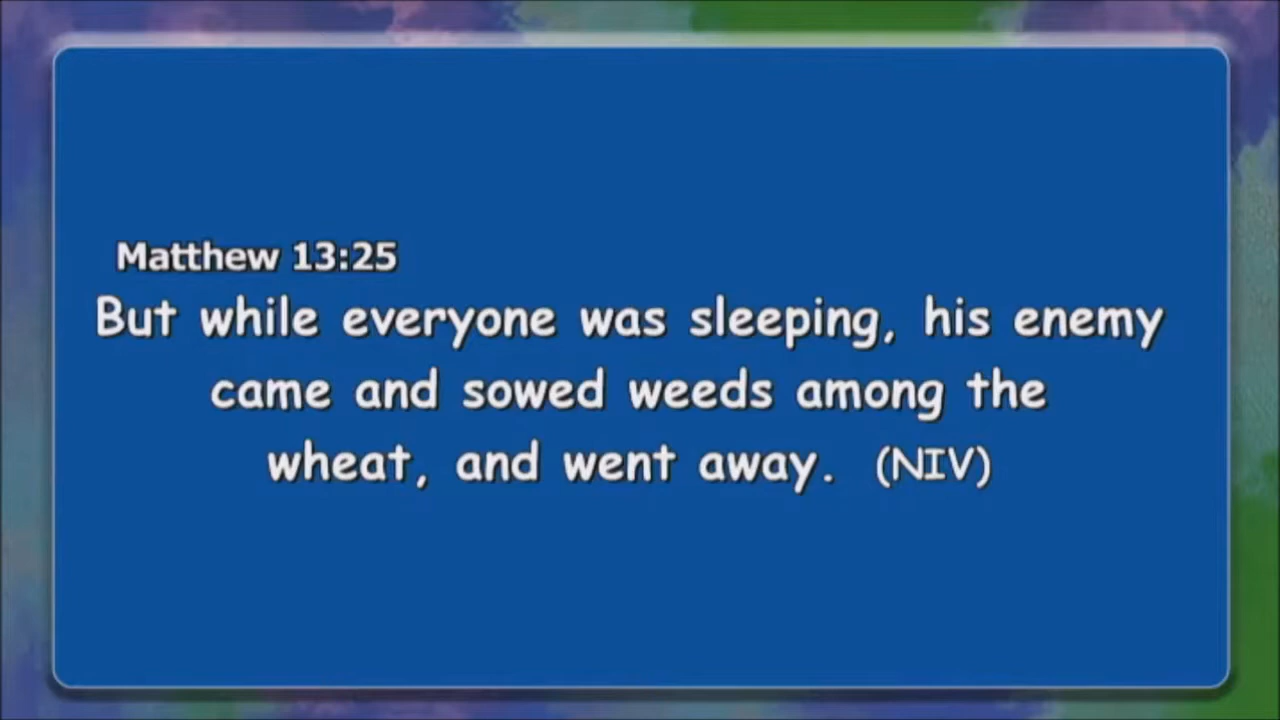 Matthew 13:25
But while everyone was sleeping, his enemy
came and sowed weeds among the
wheat, and went away. (NIV)